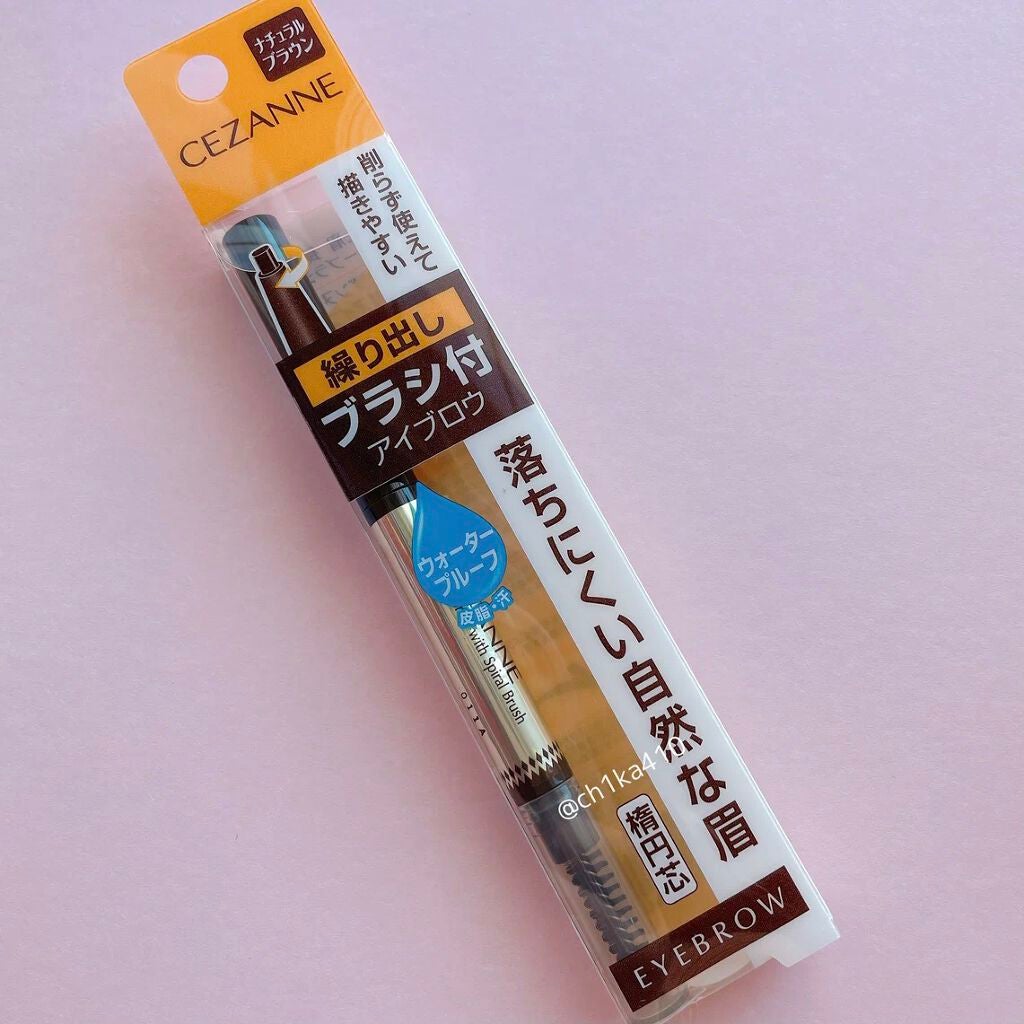 ナチュラル
ブラウン
CEZANNE
削らず使えて
描きやすい
繰り出し
ブラシ付
アイブロウ
落ちにくい自然な眉
ウォーター
プルーフ
皮脂・汗
NNE
with Spiral Brush
011A
@ch1ka410
楕円芯
EYEBROW